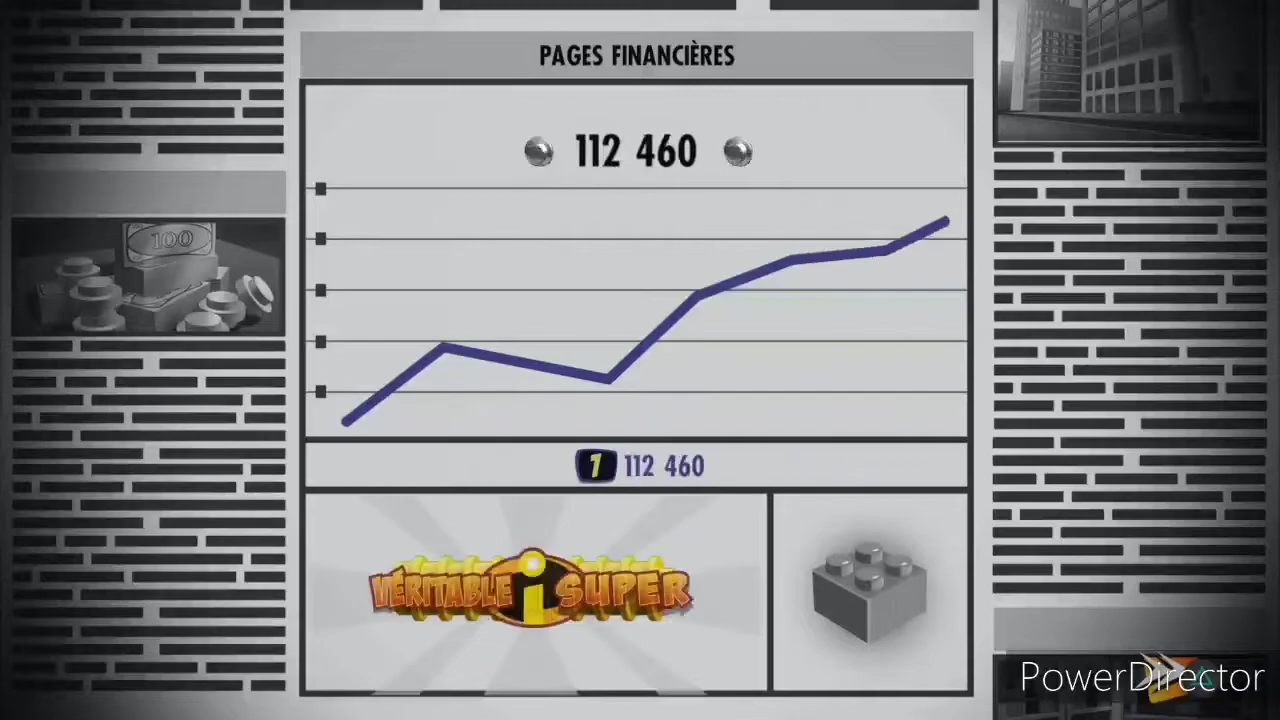 PAGES FINANCIÈRES
112 460
100
1 112 460
VÉRITABLE i SUPER
PowerDirector